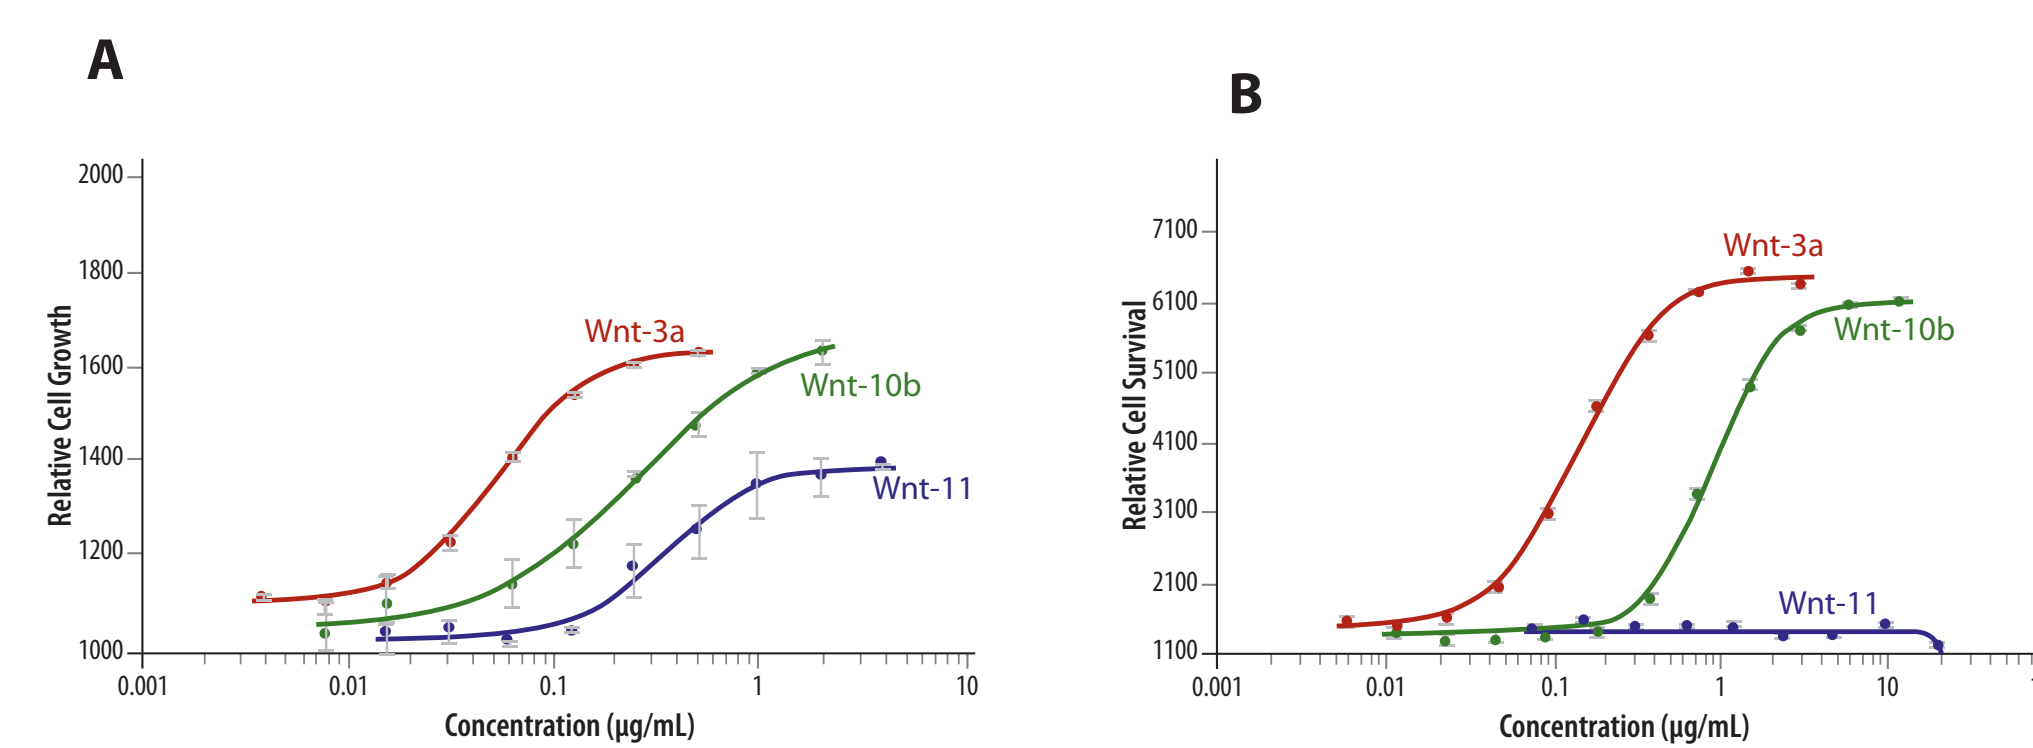 A
2000
1800
1600
1400
1200
1000
Relative Cell Growth
Wnt-3a
Wnt-10b
Wnt-11
0.001 0.01 0.1 1 10
Concentration (µg/mL)
B
7100
6100
5100
4100
3100
2100
1100
Relative Cell Survival
Wnt-3a
Wnt-10b
Wnt-11
0.001 0.01 0.1 1 10
Concentration (µg/mL)